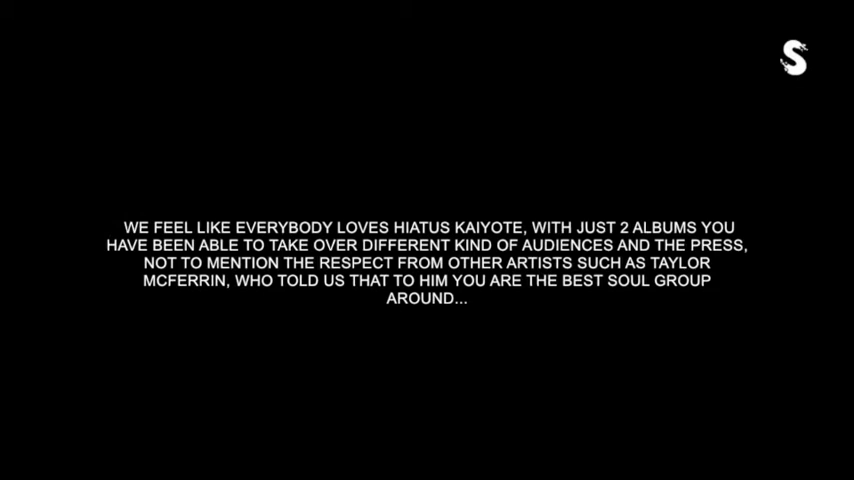 S
WE FEEL LIKE EVERYBODY LOVES HIATUS KAIYOTE, WITH JUST 2 ALBUMS YOU
HAVE BEEN ABLE TO TAKE OVER DIFFERENT KIND OF AUDIENCES AND THE PRESS,
NOT TO MENTION THE RESPECT FROM OTHER ARTISTS SUCH AS TAYLOR
MCFERRIN, WHO TOLD US THAT TO HIM YOU ARE THE BEST SOUL GROUP
AROUND...